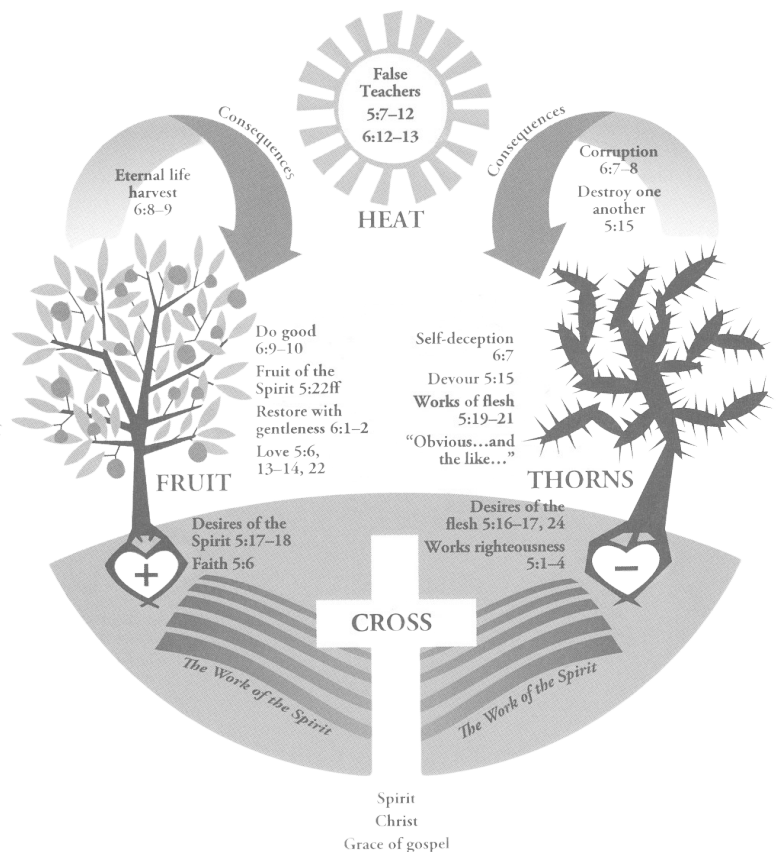 False
Teachers
5:7–12
6:12–13
HEAT
Consequences
Eternal life
harvest
6:8–9
Consequences
Corruption
6:7–8
Destroy one
another
5:15
Do good
6:9–10
Fruit of the
Spirit 5:22ff
Restore with
gentleness 6:1–2
Love 5:6,
13–14, 22
FRUIT
Self-deception
6:7
Devour 5:15
Works of flesh
5:19–21
“Obvious…and
the like…”
THORNS
Desires of the
Spirit 5:17–18
Faith 5:6
+
Desires of the
flesh 5:16–17, 24
Works righteousness
5:1–4
–
CROSS
The Work of the Spirit
The Work of the Spirit
Spirit
Christ
Grace of gospel